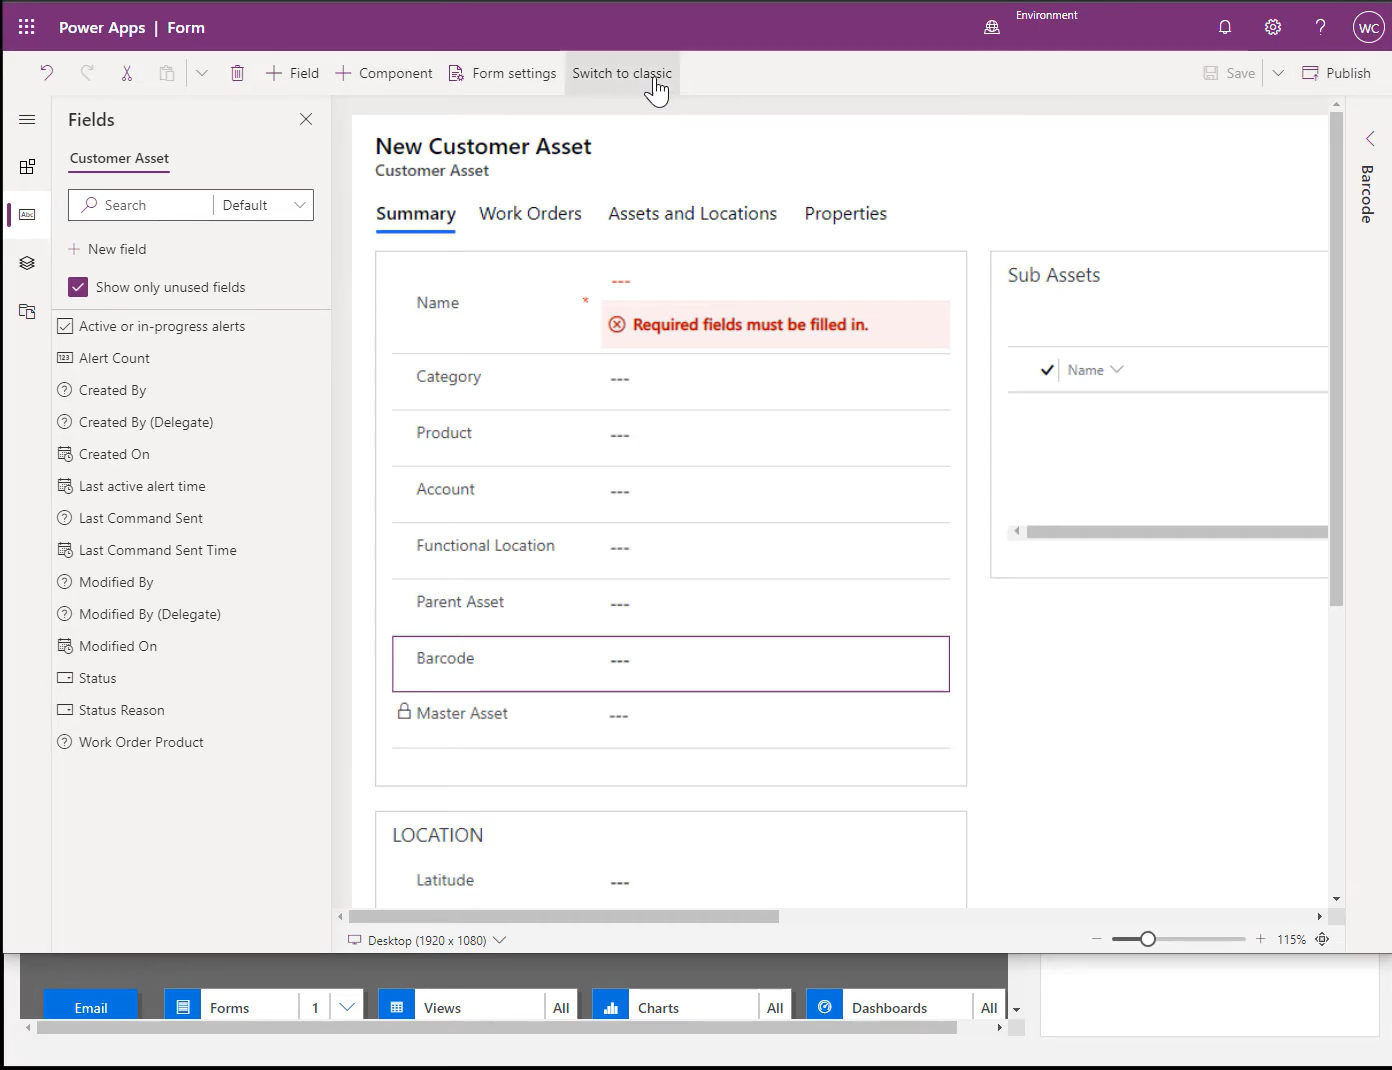 Power Apps | Form
Environment
WC
Field
Component
Form settings
Switch to classic
Save
Publish
Fields
Customer Asset
Search
Default
New field
Show only unused fields
Active or in-progress alerts
Alert Count
Created By
Created By (Delegate)
Created On
Last active alert time
Last Command Sent
Last Command Sent Time
Modified By
Modified By (Delegate)
Modified On
Status
Status Reason
Work Order Product
New Customer Asset
Customer Asset
Summary Work Orders Assets and Locations Properties
Name * ---
Required fields must be filled in.
Category ---
Product ---
Account ---
Functional Location ---
Parent Asset ---
Barcode ---
Master Asset ---
LOCATION
Latitude ---
Sub Assets
Name
Barcode
Desktop (1920 x 1080)
115%
Email
Forms 1
Views All
Charts All
Dashboards All